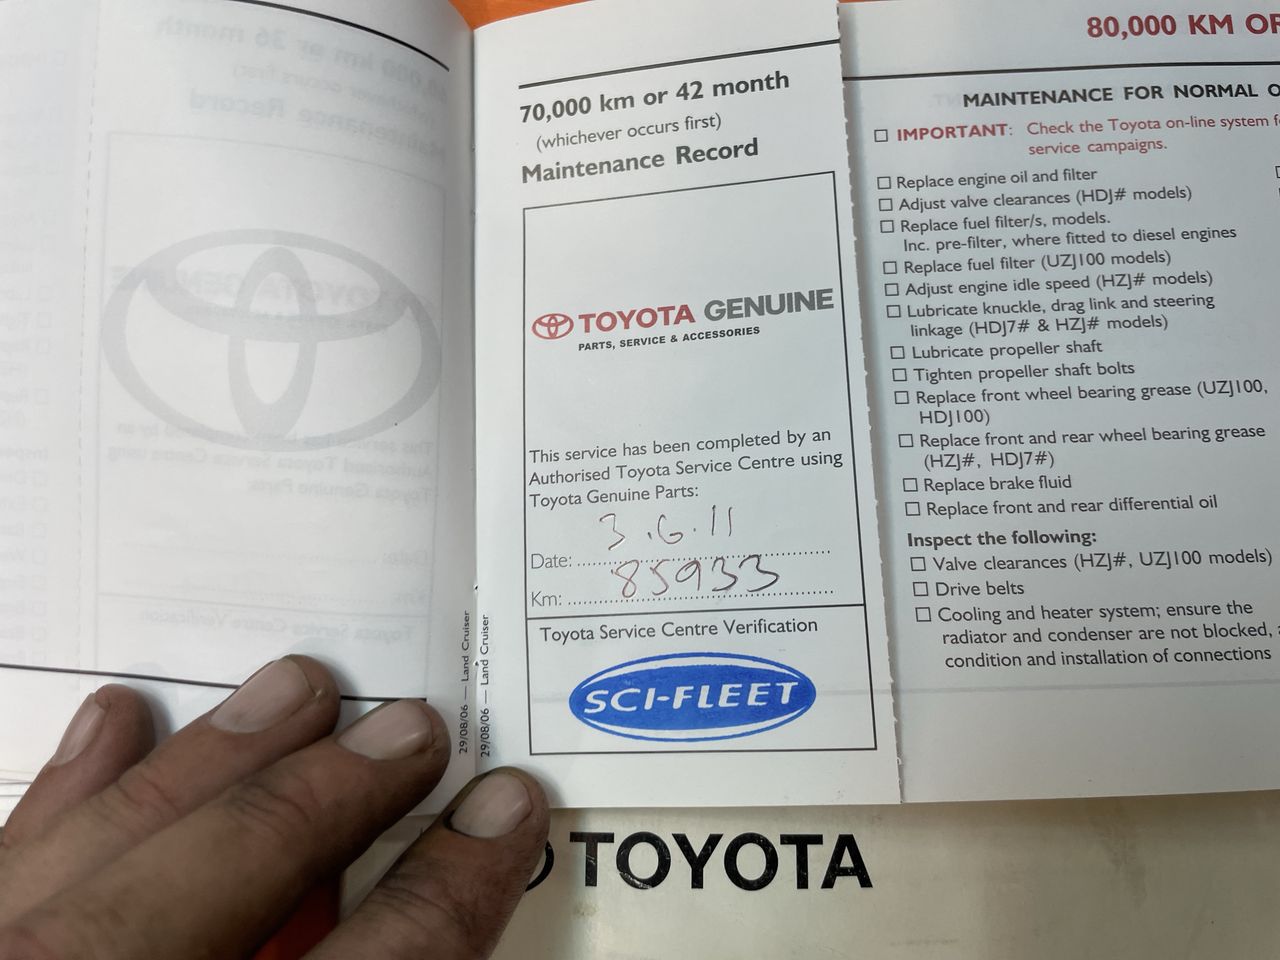 70,000 km or 42 month
(whichever occurs first)
Maintenance Record
TOYOTA GENUINE
PARTS, SERVICE & ACCESSORIES
This service has been completed by an
Authorised Toyota Service Centre using
Toyota Genuine Parts:
3.6.11
Date:
85933
Km:
Toyota Service Centre Verification
SCI-FLEET
29/08/06 — Land Cruiser
29/08/06 — Land Cruiser
80,000 KM OR
MAINTENANCE FOR NORMAL O
IMPORTANT: Check the Toyota on-line system
service campaigns.
Replace engine oil and filter
Adjust valve clearances (HDJ# models)
Replace fuel filter/s, models.
Inc. pre-filter, where fitted to diesel engines
Replace fuel filter (UZJ100 models)
Adjust engine idle speed (HZJ# models)
Lubricate knuckle, drag link and steering
linkage (HDJ7# & HZJ# models)
Lubricate propeller shaft
Tighten propeller shaft bolts
Replace front wheel bearing grease (UZJ100,
HDJ100)
Replace front and rear wheel bearing grease
(HZJ#, HDJ7#)
Replace brake fluid
Replace front and rear differential oil
Inspect the following:
Valve clearances (HZJ#, UZJ100 models)
Drive belts
Cooling and heater system; ensure the
radiator and condenser are not blocked,
condition and installation of connections
TOYOTA